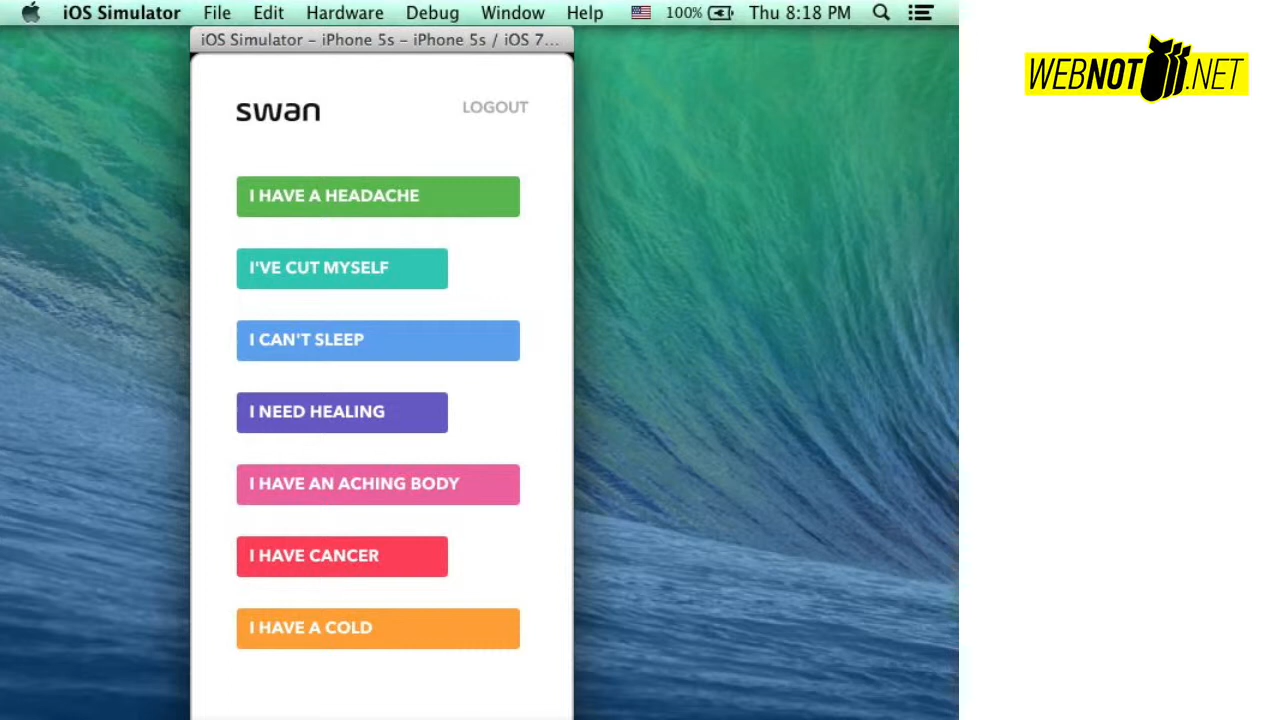 iOS Simulator File Edit Hardware Debug Window Help 100% Thu 8:18 PM
iOS Simulator – iPhone 5s – iPhone 5s / iOS 7...
swan
LOGOUT
I HAVE A HEADACHE
I'VE CUT MYSELF
I CAN'T SLEEP
I NEED HEALING
I HAVE AN ACHING BODY
I HAVE CANCER
I HAVE A COLD
WEBNOT.NET